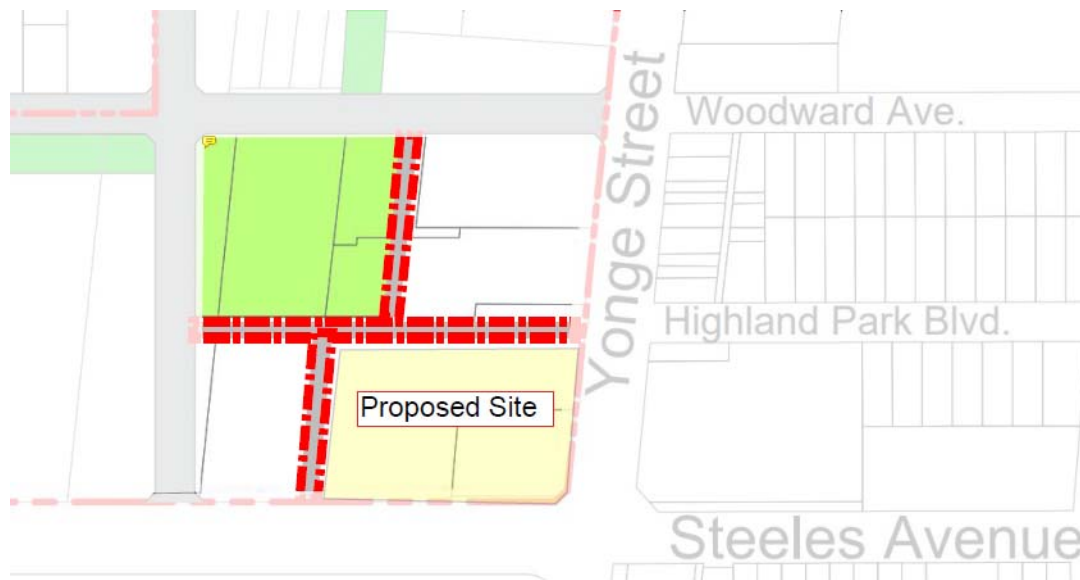 Woodward Ave.
Yonge Street
Highland Park Blvd.
Proposed Site
Steeles Avenue